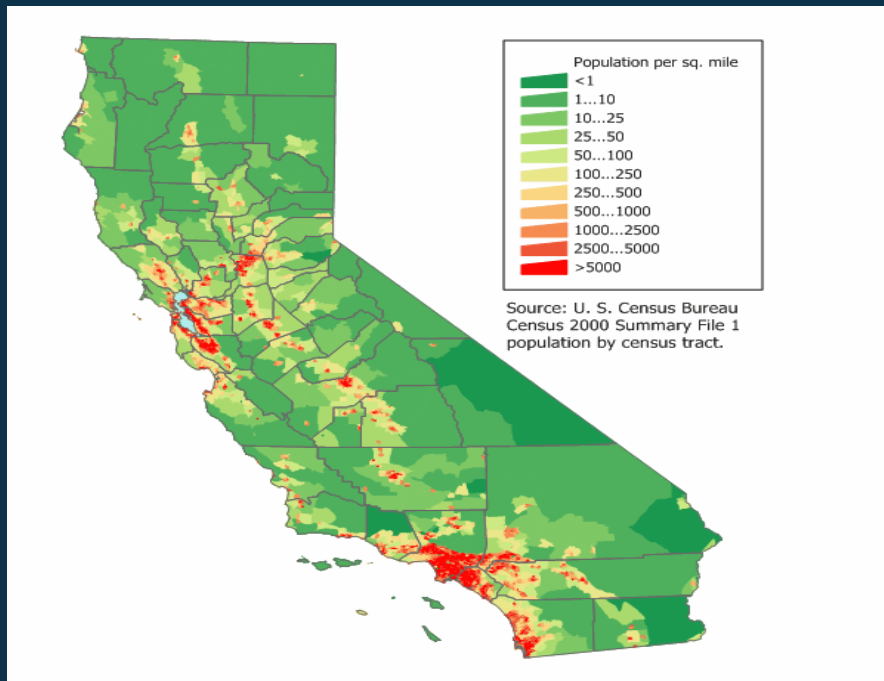 Population per sq. mile
<1
1...10
10...25
25...50
50...100
100...250
250...500
500...1000
1000...2500
2500...5000
>5000
Source: U. S. Census Bureau
Census 2000 Summary File 1
population by census tract.